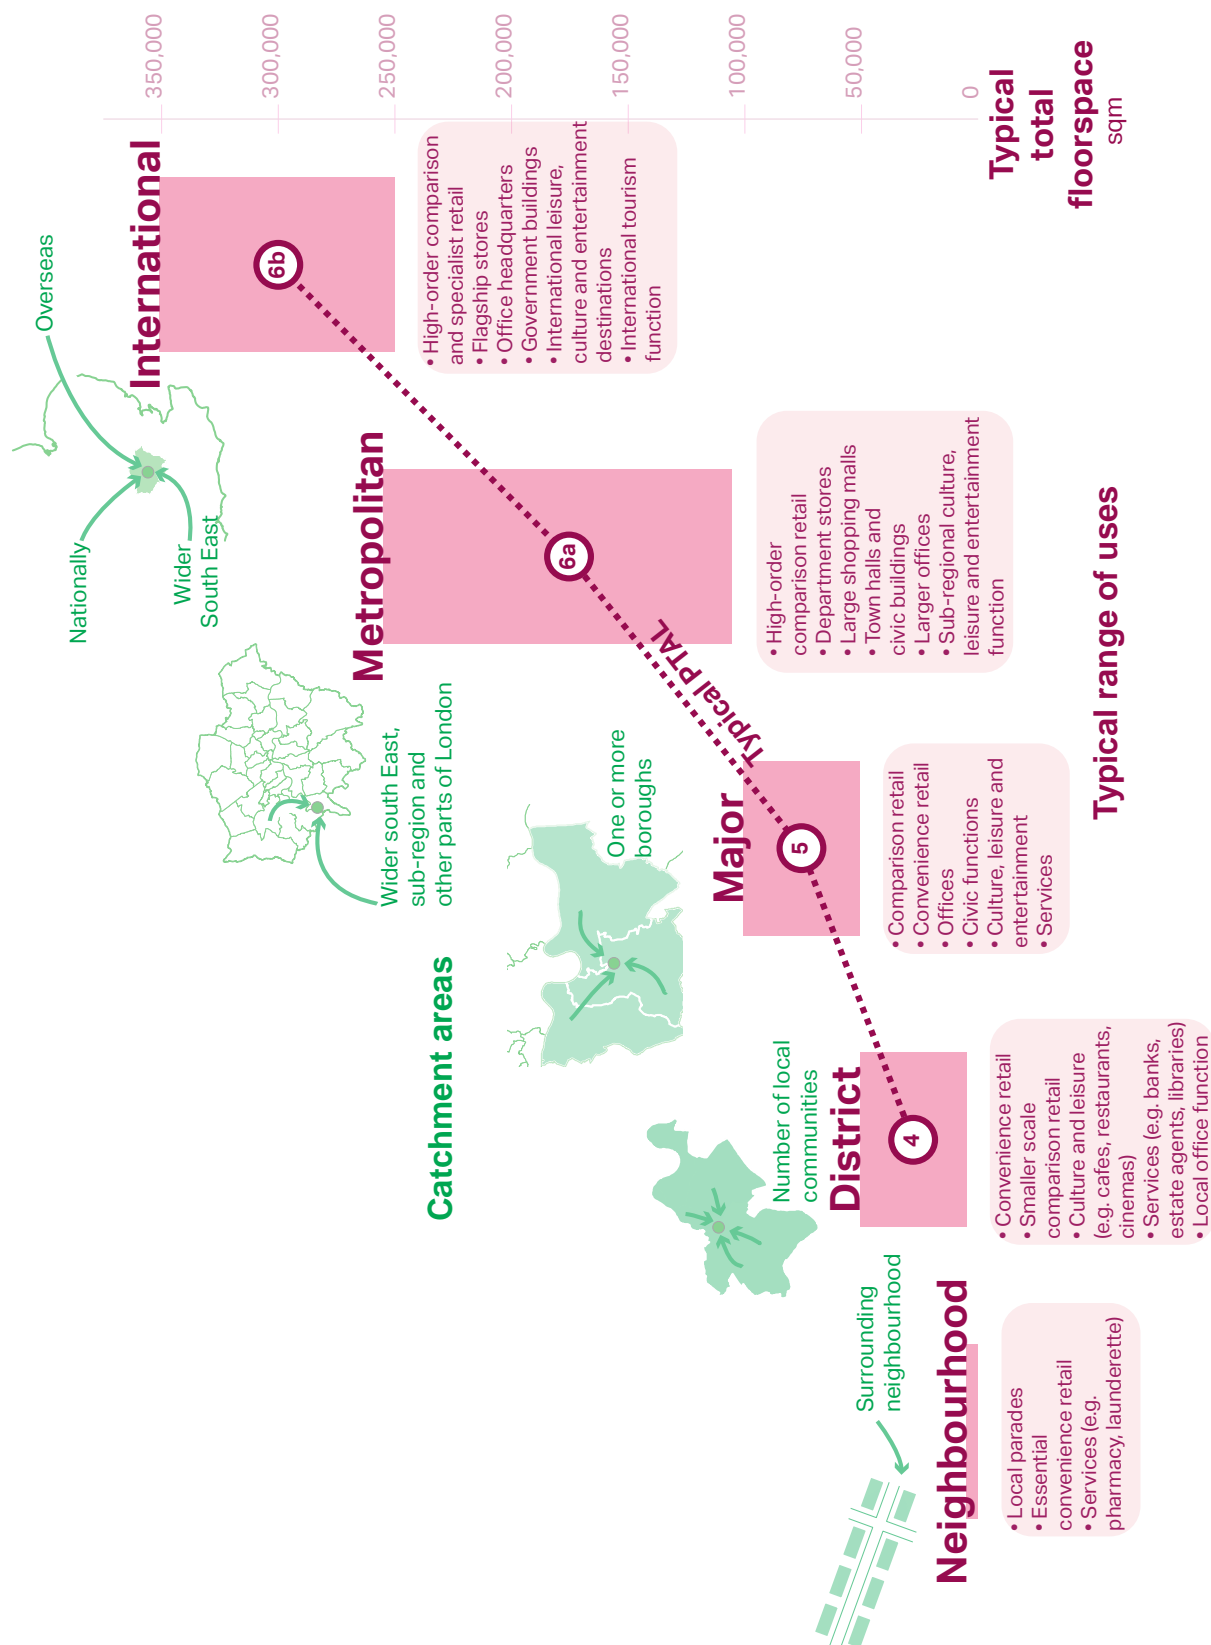 Neighbourhood
Surrounding
neighbourhood
• Local parades
• Essential
convenience retail
• Services (e.g.
pharmacy, launderette)
District
Number of local
communities
4
• Convenience retail
• Smaller scale
comparison retail
• Culture and leisure
(e.g. cafes, restaurants,
cinemas)
• Services (e.g. banks,
estate agents, libraries)
• Local office function
Catchment areas
Major
One or more
boroughs
5
• Comparison retail
• Convenience retail
• Offices
• Civic functions
• Culture, leisure and
entertainment
• Services
Typical PTAL
Metropolitan
Wider south East,
sub-region and
other parts of London
6a
• High-order
comparison retail
• Department stores
• Large shopping malls
• Town halls and
civic buildings
• Larger offices
• Sub-regional culture,
leisure and entertainment
function
Typical range of uses
International
Nationally
Wider
South East
Overseas
6b
• High-order comparison
and specialist retail
• Flagship stores
• Office headquarters
• Government buildings
• International leisure,
culture and entertainment
destinations
• International tourism
function
350,000
300,000
250,000
200,000
150,000
100,000
50,000
0
Typical
total
floorspace
sqm